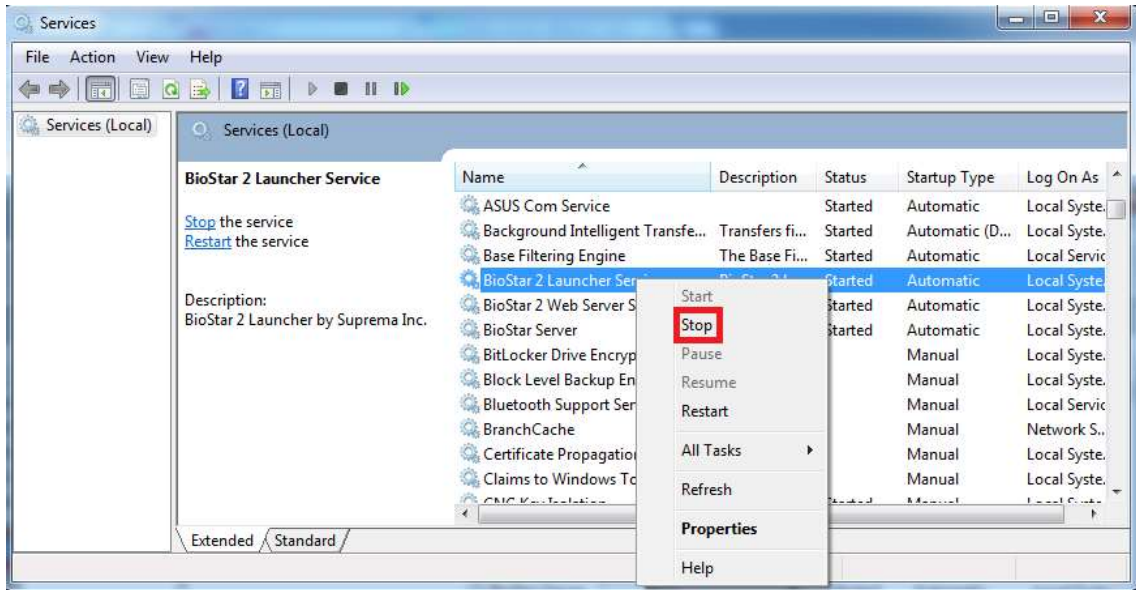 Services
File Action View Help
Services (Local)
Services (Local)
BioStar 2 Launcher Service
Stop the service
Restart the service
Description:
BioStar 2 Launcher by Suprema Inc.
Name Description Status Startup Type Log On As
ASUS Com Service Started Automatic Local Syste...
Background Intelligent Transfe... Transfers fi... Started Automatic (D... Local Syste...
Base Filtering Engine The Base Fi... Started Automatic Local Servic
BioStar 2 Launcher Ser Started Automatic Local Syste...
BioStar 2 Web Server S Started Automatic Local Syste...
BioStar Server Started Automatic Local Syste...
BitLocker Drive Encryp Manual Local Syste...
Block Level Backup En Manual Local Syste...
Bluetooth Support Ser Manual Local Servic
BranchCache Manual Network S...
Certificate Propagation Manual Local Syste...
Claims to Windows To Manual Local Syste...
Start
Stop
Pause
Resume
Restart
All Tasks
Refresh
Properties
Help
Extended Standard